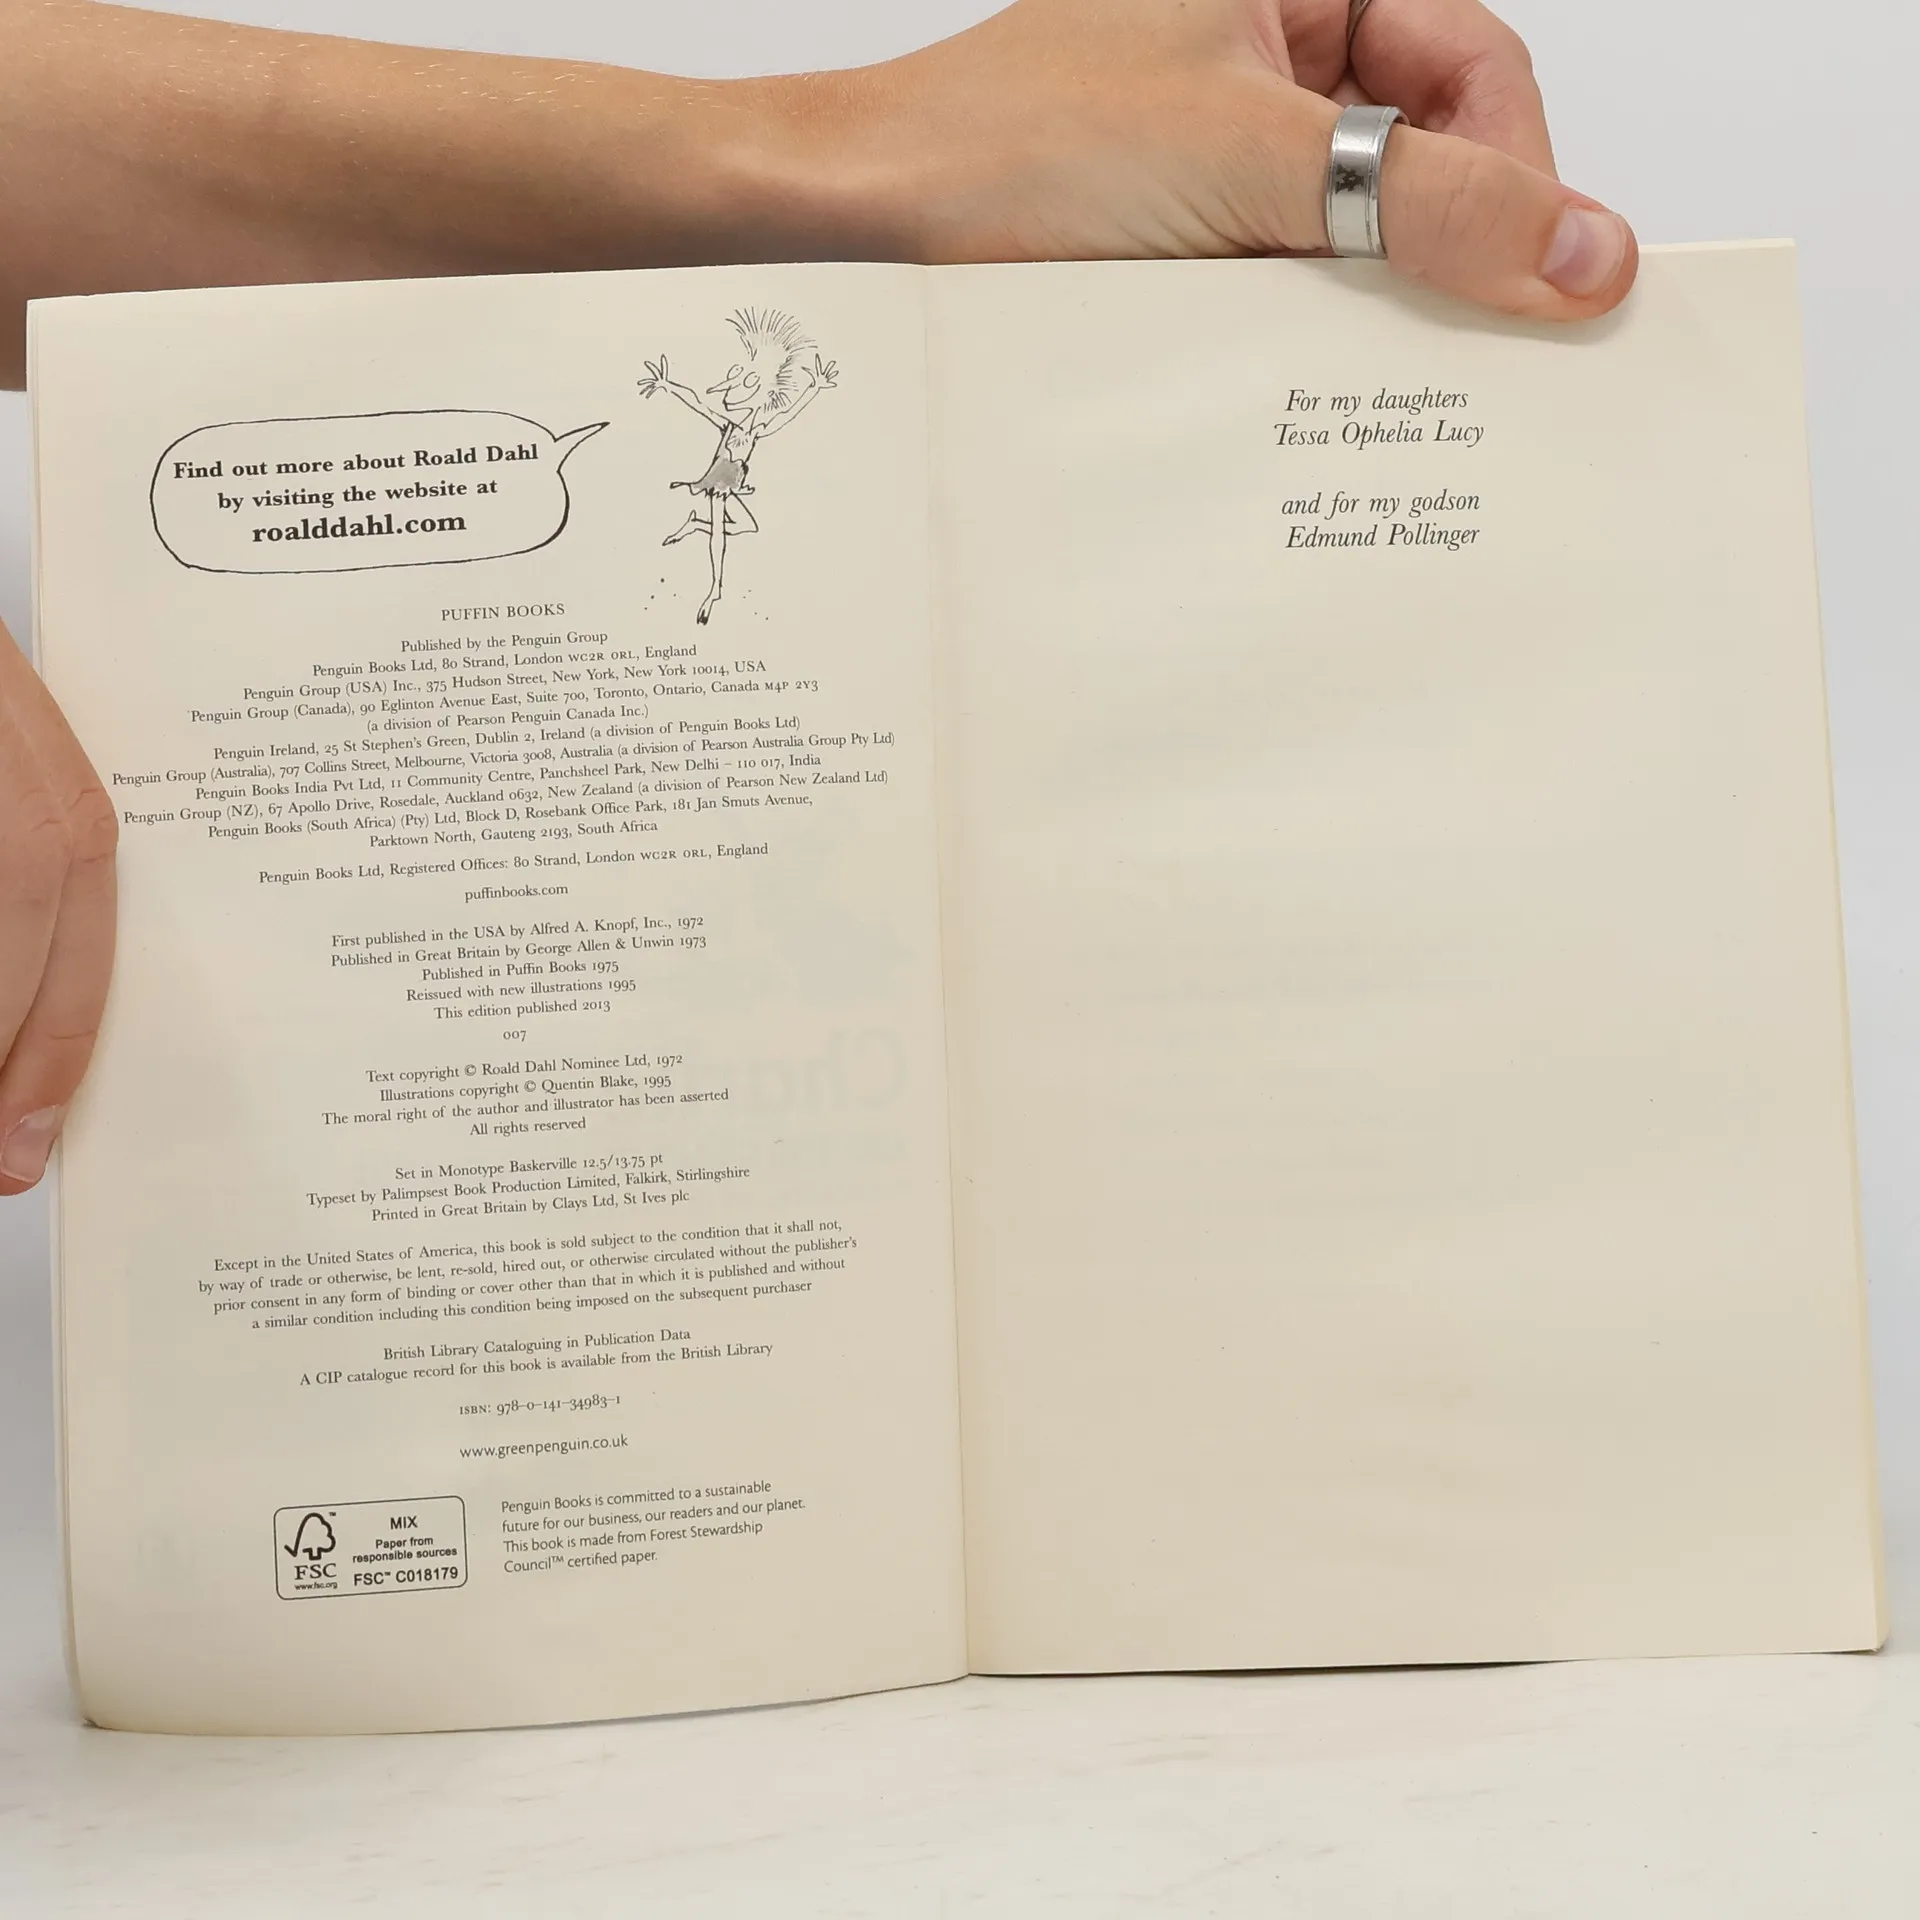 Find out more about Roald Dahl
by visiting the website at
roalddahl.com
PUFFIN BOOKS
Published by the Penguin Group
Penguin Books Ltd, 80 Strand, London WC2R ORL, England
Penguin Group (USA) Inc., 375 Hudson Street, New York, New York 10014, USA
Penguin Group (Canada), 90 Eglinton Avenue East, Suite 700, Toronto, Ontario, Canada M4P 2Y3
(a division of Pearson Penguin Canada Inc.)
Penguin Ireland, 25 St Stephen's Green, Dublin 2, Ireland (a division of Penguin Books Ltd)
Penguin Group (Australia), 707 Collins Street, Melbourne, Victoria 3008, Australia (a division of Pearson Australia Group Pty Ltd)
Penguin Books India Pvt Ltd, 11 Community Centre, Panchsheel Park, New Delhi – 110 017, India
Penguin Group (NZ), 67 Apollo Drive, Rosedale, Auckland 0632, New Zealand (a division of Pearson New Zealand Ltd)
Penguin Books (South Africa) (Pty) Ltd, Block D, Rosebank Office Park, 181 Jan Smuts Avenue,
Parktown North, Gauteng 2193, South Africa
Penguin Books Ltd, Registered Offices: 80 Strand, London WC2R ORL, England
puffinbooks.com
First published in the USA by Alfred A. Knopf, Inc., 1972
Published in Great Britain by George Allen & Unwin 1973
Published in Puffin Books 1975
Reissued with new illustrations 1995
This edition published 2013
007
Text copyright © Roald Dahl Nominee Ltd, 1972
Illustrations copyright © Quentin Blake, 1995
The moral right of the author and illustrator has been asserted
All rights reserved
Set in Monotype Baskerville 12.5/13.75 pt
Typeset by Palimpsest Book Production Limited, Falkirk, Stirlingshire
Printed in Great Britain by Clays Ltd, St Ives plc
Except in the United States of America, this book is sold subject to the condition that it shall not,
by way of trade or otherwise, be lent, re-sold, hired out, or otherwise circulated without the publisher's
prior consent in any form of binding or cover other than that in which it is published and without
a similar condition including this condition being imposed on the subsequent purchaser
British Library Cataloguing in Publication Data
A CIP catalogue record for this book is available from the British Library
ISBN: 978-0-141-34983-1
www.greenpenguin.co.uk
FSC
www.fsc.org
MIX
Paper from
responsible sources
FSC™ C018179
Penguin Books is committed to a sustainable
future for our business, our readers and our planet.
This book is made from Forest Stewardship
Council™ certified paper.
For my daughters
Tessa Ophelia Lucy
and for my godson
Edmund Pollinger